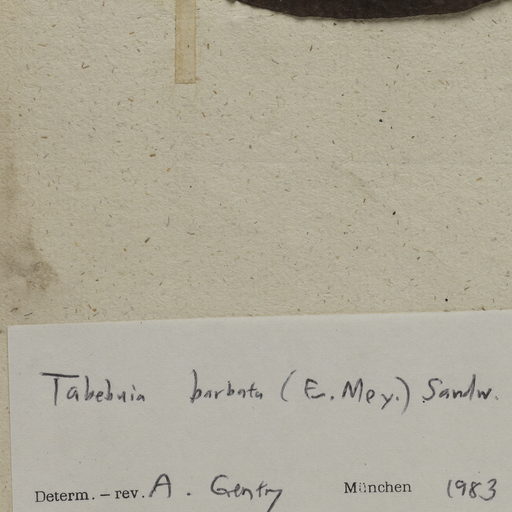 Tabebuia barbata (E. Mey.) Sandw.
Determ. – rev. A. Gentry München 1983